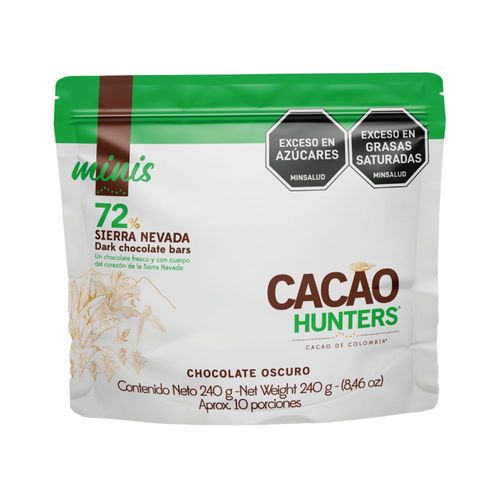 minis
72%
SIERRA NEVADA
Dark chocolate bars
Un chocolate fresco y con cuerpo
del corazón de la Sierra Nevada
EXCESO EN
AZÚCARES
MINSALUD
EXCESO EN
GRASAS
SATURADAS
MINSALUD
CACAO
HUNTERS®
CACAO DE COLOMBIA®
CHOCOLATE OSCURO
Contenido Neto 240 g -Net Weight 240 g - (8,46 oz)
Aprox. 10 porciones